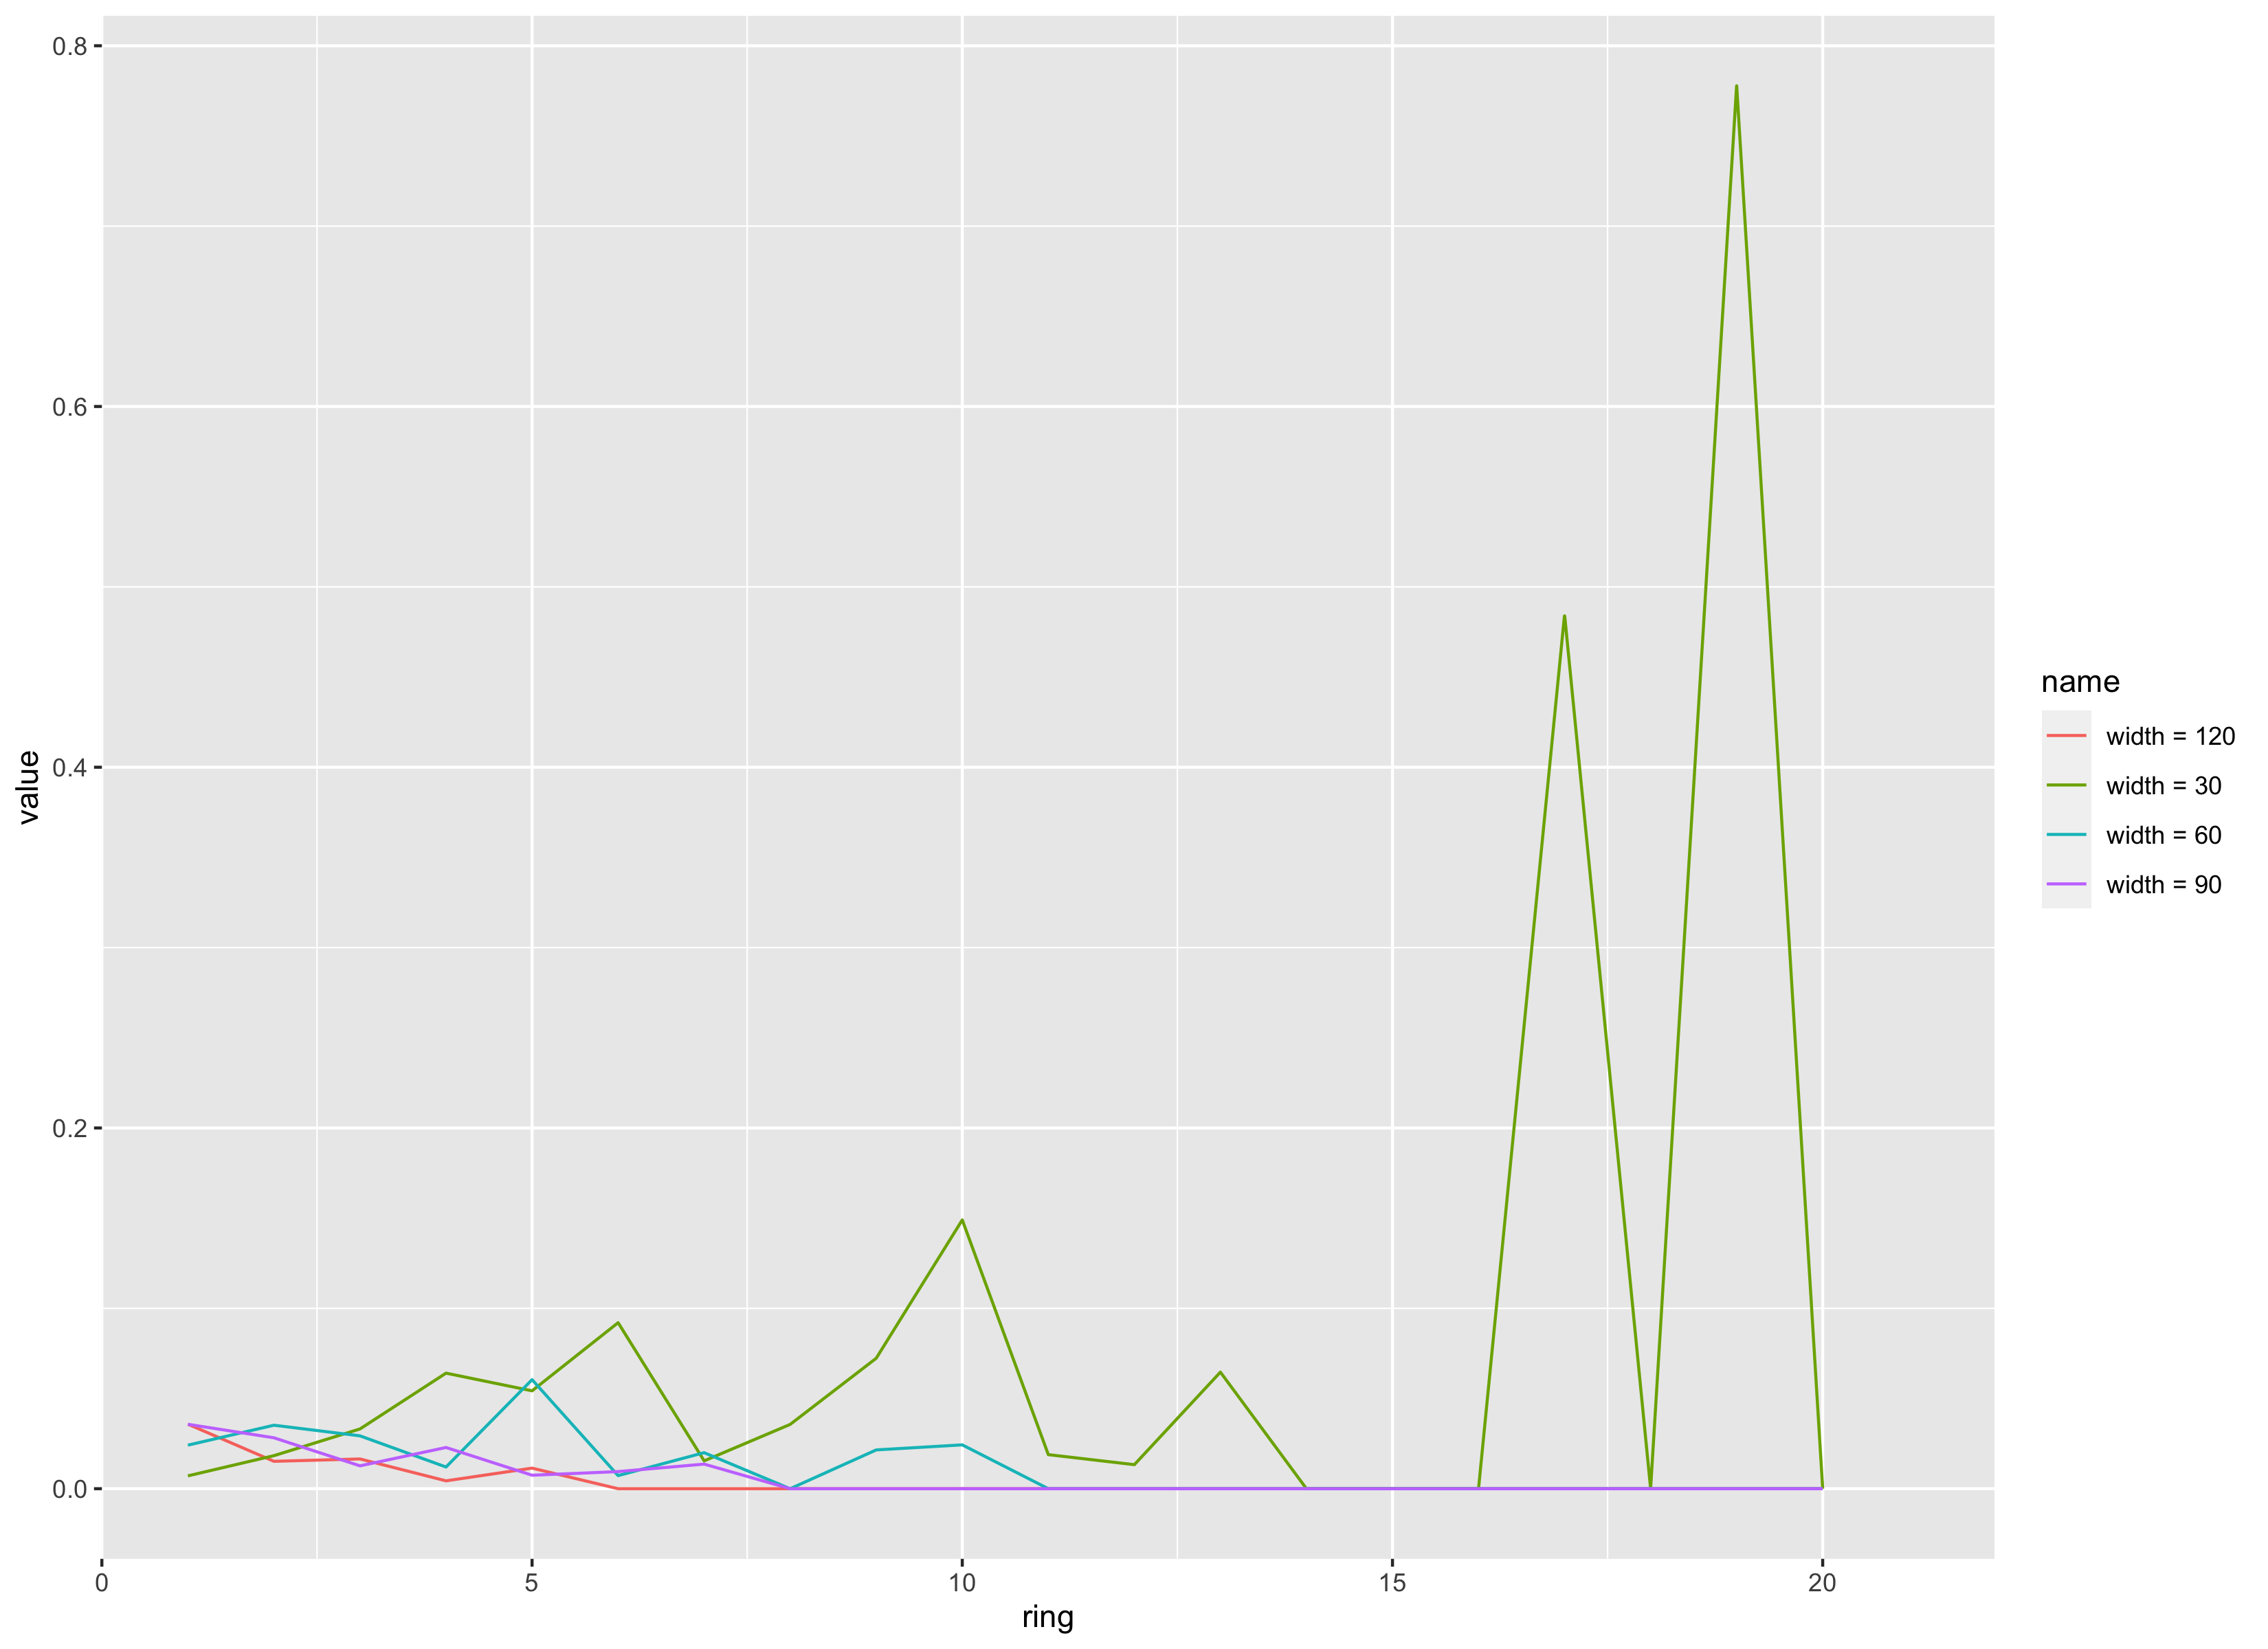 0.8
0.6
0.4
0.2
0.0
value
0 5 10 15 20
ring
name
width = 120
width = 30
width = 60
width = 90